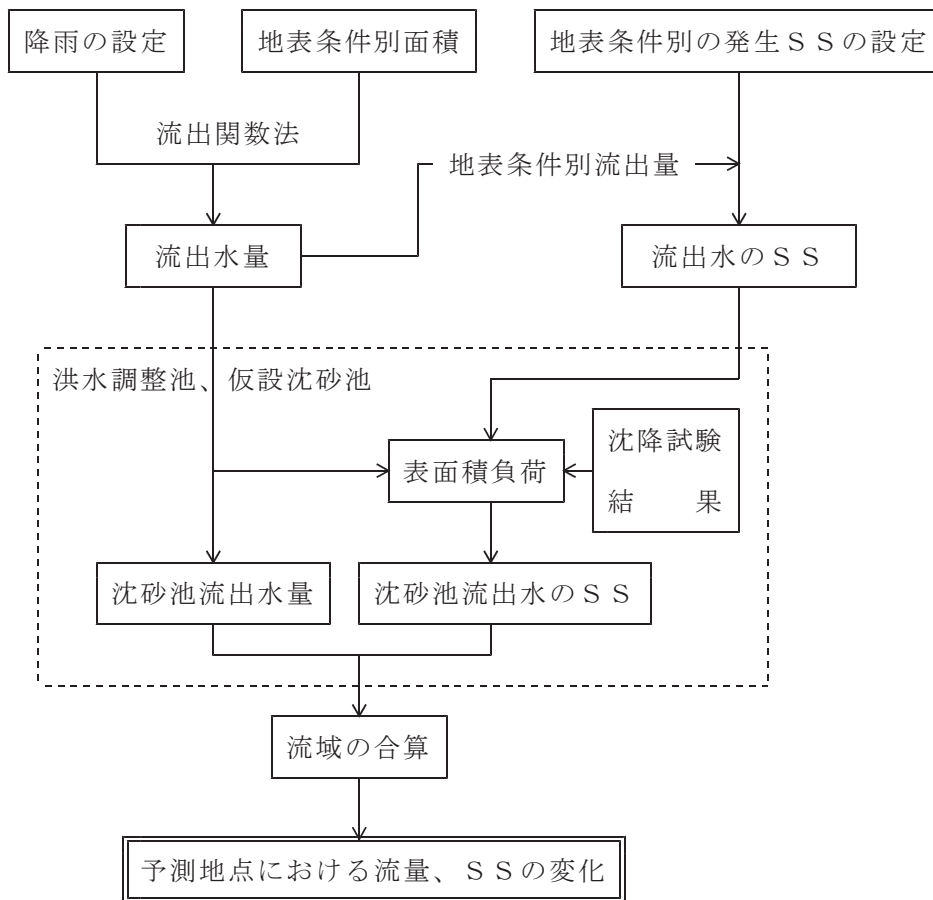 降雨の設定
地表条件別面積
地表条件別の発生ＳＳの設定
流出関数法
地表条件別流出量
流出水量
流出水のＳＳ
洪水調整池、仮設沈砂池
沈降試験
結　果
表面積負荷
沈砂池流出水量
沈砂池流出水のＳＳ
流域の合算
予測地点における流量、ＳＳの変化